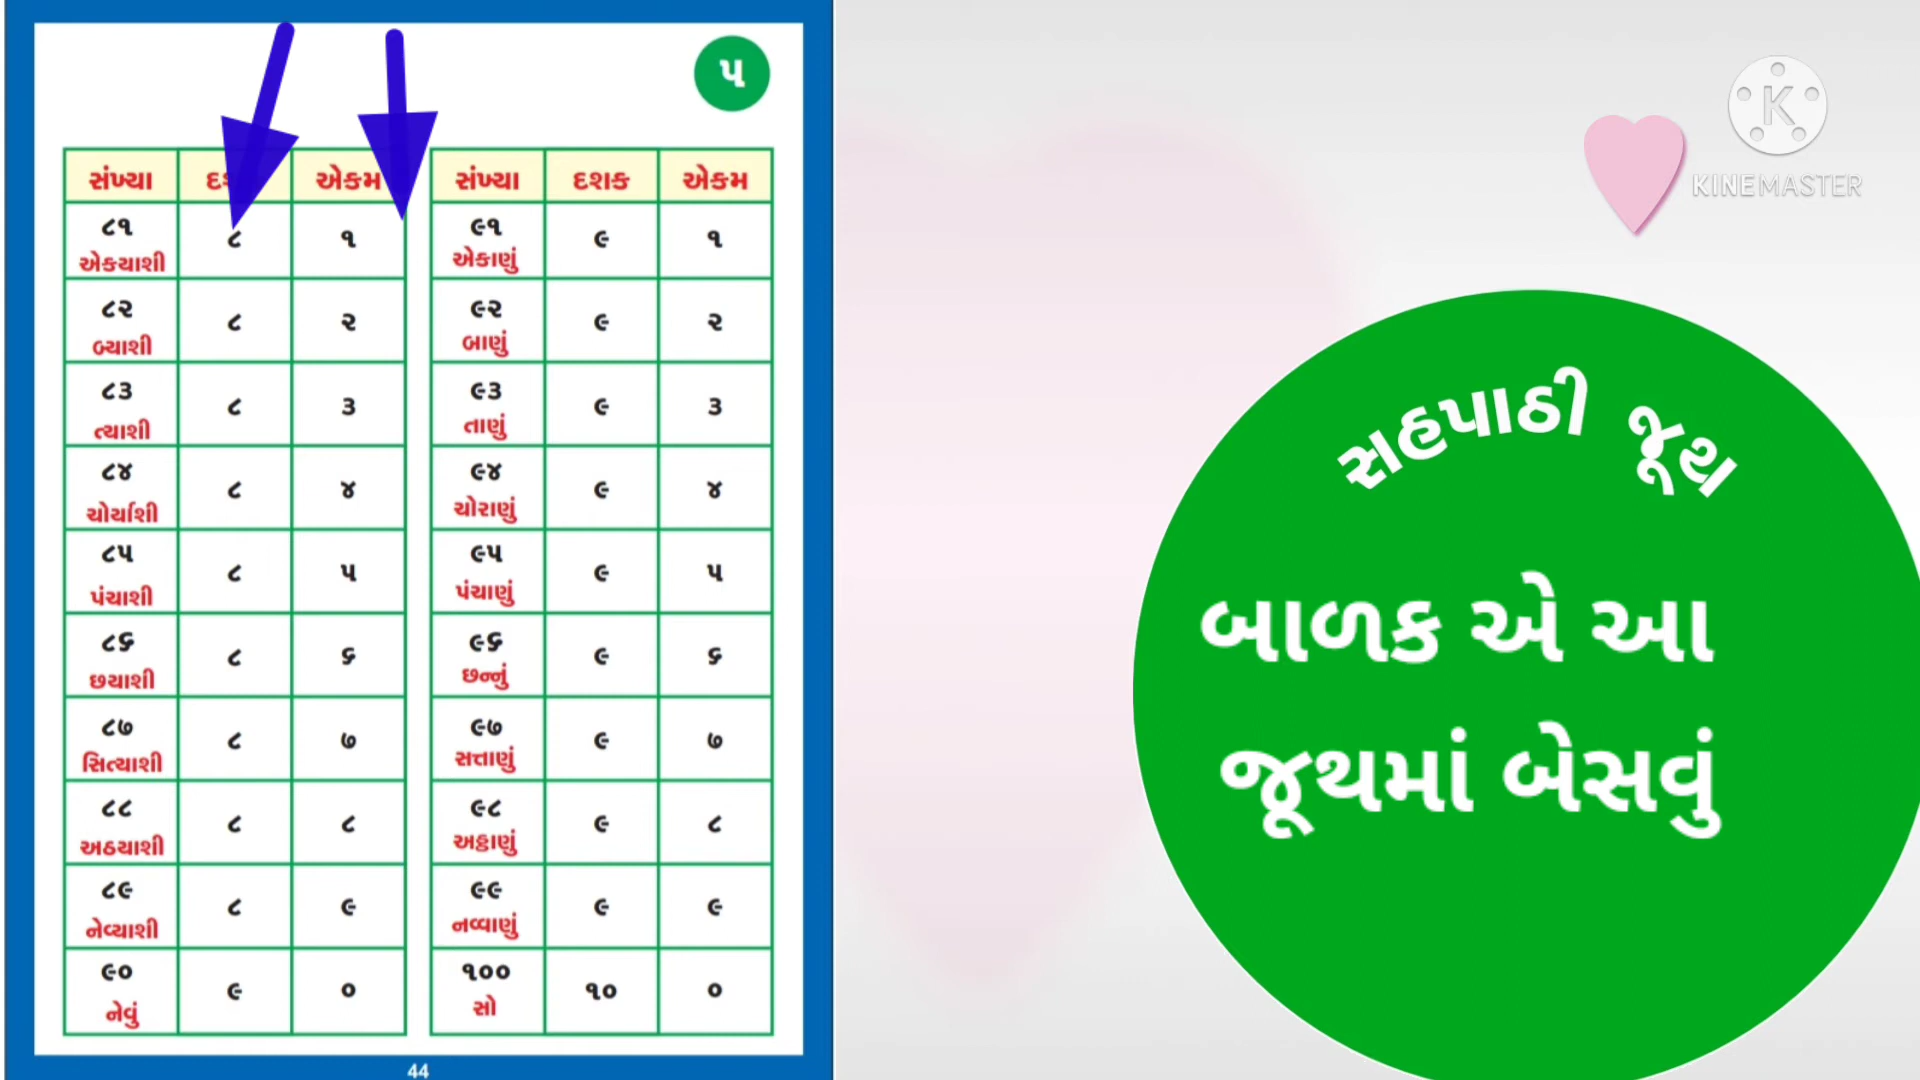 ૫
સંખ્યા એકમ સંખ્યા દશક એકમ
૮૧ ૮ ૧ ૯૧ ૯ ૧
એકયાશી એકાણું
૮૨ ૮ ૨ ૯૨ ૯ ૨
બ્યાશી બાણું
૮૩ ૮ ૩ ૯૩ ૯ ૩
ત્યાશી તાણું
૮૪ ૮ ૪ ૯૪ ૯ ૪
ચોર્યાશી ચોરાણું
૮૫ ૮ ૫ ૯૫ ૯ ૫
પંચાશી પંચાણું
૮૬ ૮ ૬ ૯૬ ૯ ૬
છયાશી છન્નું
૮૭ ૮ ૭ ૯૭ ૯ ૭
સિત્યાશી સત્તાણું
૮૮ ૮ ૮ ૯૮ ૯ ૮
અઠયાશી અઠ્ઠાણું
૮૯ ૮ ૯ ૯૯ ૯ ૯
નેવ્યાશી નવ્વાણું
૯૦ ૯ ૦ ૧૦૦ ૧૦ ૦
નેવું સો
44
K
KINEMASTER
સહપાઠી જૂથ
બાળક એ આ
જૂથમાં બેસવું